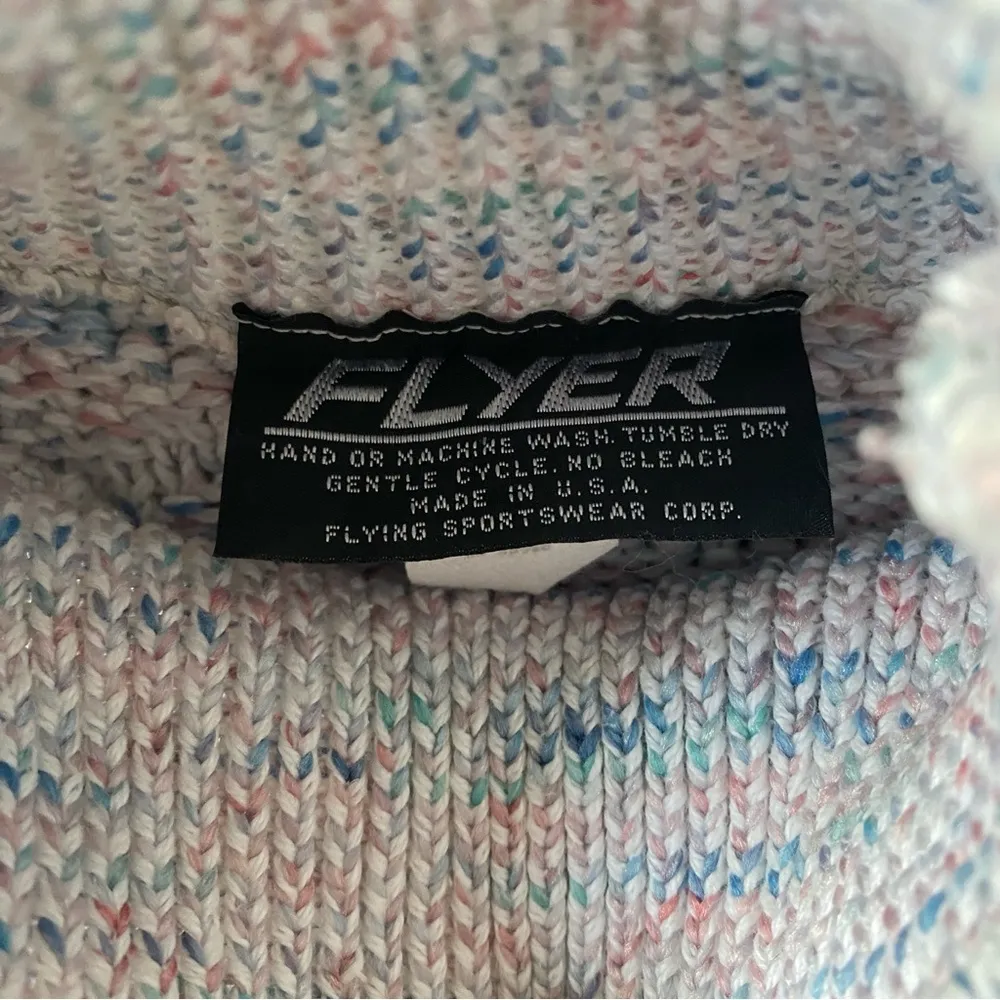 FLYER
HAND OR MACHINE WASH. TUMBLE DRY
GENTLE CYCLE. NO BLEACH
MADE IN U.S.A.
FLYING SPORTSWEAR CORP.